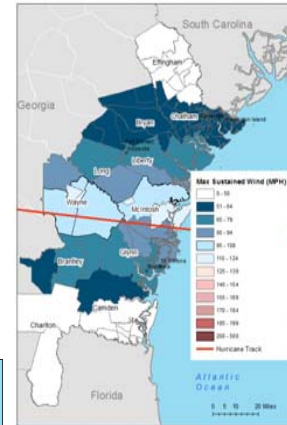 South Carolina
Effingham
Georgia
Bryan
Chatham
Liberty
Long
Wayne
McIntosh
Glynn
Brantley
Camden
Charlton
Florida
Atlantic
Ocean
Max Sustained Wind (MPH)
0 - 50
51 - 64
65 - 79
80 - 94
95 - 109
110 - 124
125 - 139
140 - 154
155 - 169
170 - 184
185 - 199
200 - 500
Hurricane Track
0 5 10 20 Miles